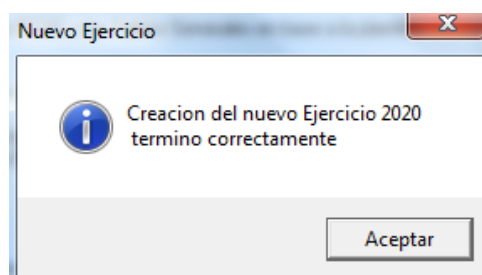 Nuevo Ejercicio
x
Creacion del nuevo Ejercicio 2020
termino correctamente
Aceptar